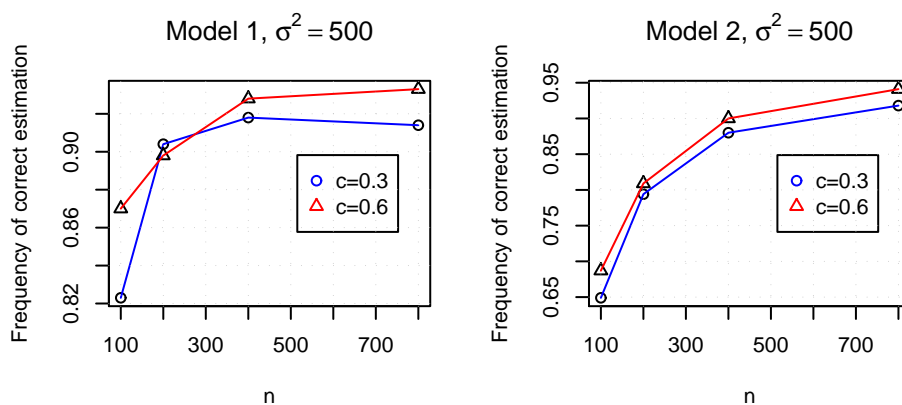 Model 1, σ² = 500
Frequency of correct estimation
0.82 0.86 0.90
c=0.3
c=0.6
100 300 500 700
n
Model 2, σ² = 500
Frequency of correct estimation
0.65 0.75 0.85 0.95
c=0.3
c=0.6
100 300 500 700
n